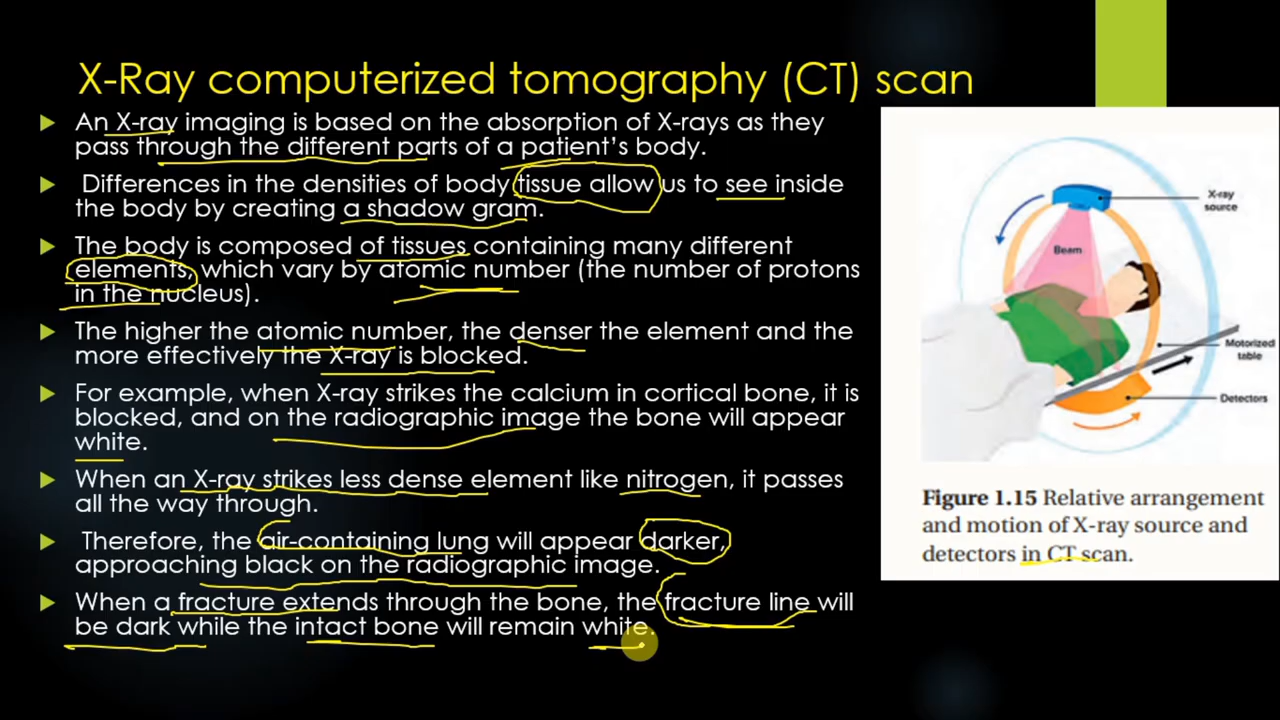 X-Ray computerized tomography (CT) scan
An X-ray imaging is based on the absorption of X-rays as they
pass through the different parts of a patient's body.
Differences in the densities of body tissue allow us to see inside
the body by creating a shadow gram.
The body is composed of tissues containing many different
elements, which vary by atomic number (the number of protons
in the nucleus).
The higher the atomic number, the denser the element and the
more effectively the X-ray is blocked.
For example, when X-ray strikes the calcium in cortical bone, it is
blocked, and on the radiographic image the bone will appear
white.
When an X-ray strikes less dense element like nitrogen, it passes
all the way through.
Therefore, the air-containing lung will appear darker,
approaching black on the radiographic image.
When a fracture extends through the bone, the fracture line will
be dark while the intact bone will remain white.
X-ray
source
Beam
Motorized
table
Detectors
Figure 1.15 Relative arrangement
and motion of X-ray source and
detectors in CT scan.